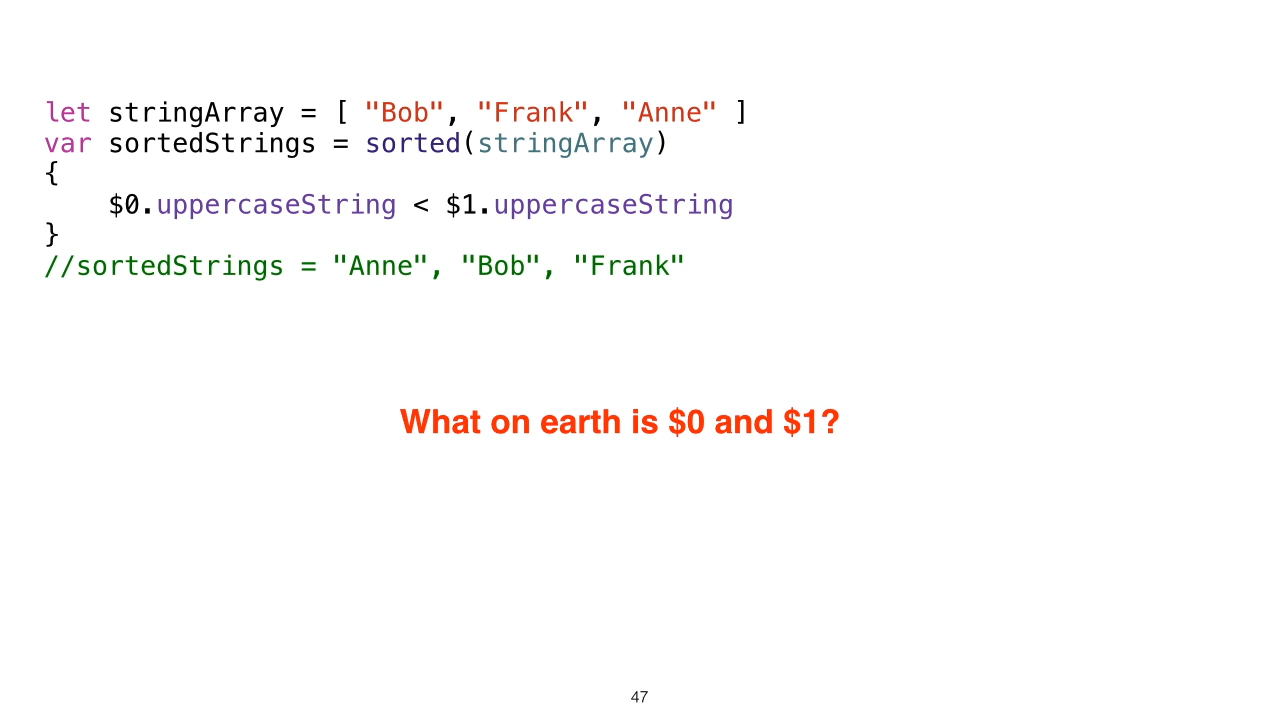 let stringArray = [ "Bob", "Frank", "Anne" ]
var sortedStrings = sorted(stringArray)
{
    $0.uppercaseString < $1.uppercaseString
}
//sortedStrings = "Anne", "Bob", "Frank"
What on earth is $0 and $1?
47